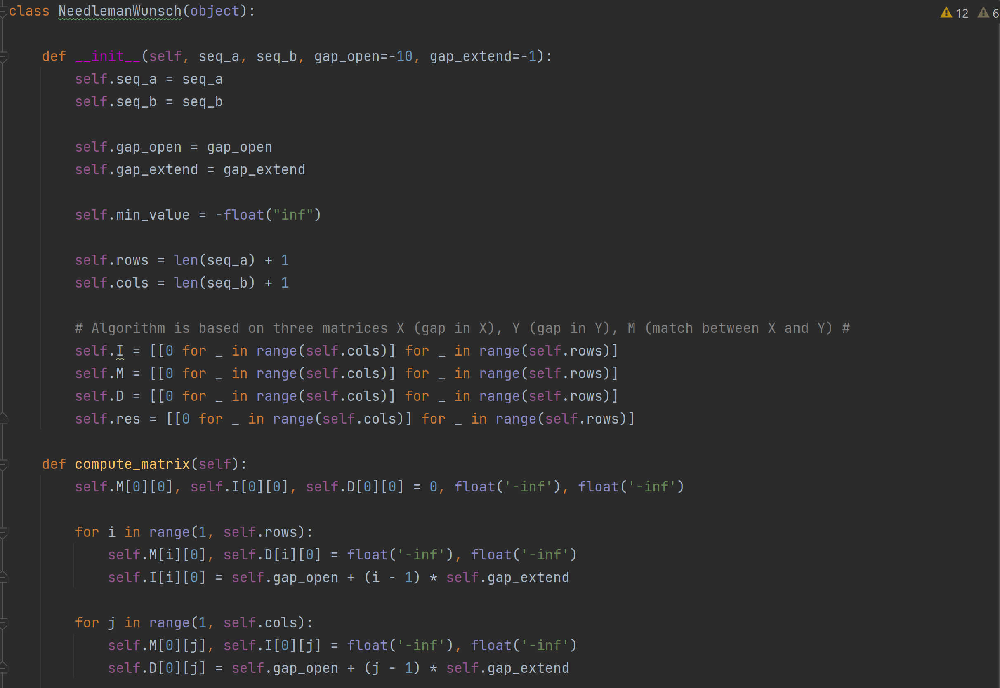 class NeedlemanWunsch(object):
12 6
def __init__(self, seq_a, seq_b, gap_open=-10, gap_extend=-1):
self.seq_a = seq_a
self.seq_b = seq_b
self.gap_open = gap_open
self.gap_extend = gap_extend
self.min_value = -float("inf")
self.rows = len(seq_a) + 1
self.cols = len(seq_b) + 1
# Algorithm is based on three matrices X (gap in X), Y (gap in Y), M (match between X and Y) #
self.I = [[0 for _ in range(self.cols)] for _ in range(self.rows)]
self.M = [[0 for _ in range(self.cols)] for _ in range(self.rows)]
self.D = [[0 for _ in range(self.cols)] for _ in range(self.rows)]
self.res = [[0 for _ in range(self.cols)] for _ in range(self.rows)]
def compute_matrix(self):
self.M[0][0], self.I[0][0], self.D[0][0] = 0, float('-inf'), float('-inf')
for i in range(1, self.rows):
self.M[i][0], self.D[i][0] = float('-inf'), float('-inf')
self.I[i][0] = self.gap_open + (i - 1) * self.gap_extend
for j in range(1, self.cols):
self.M[0][j], self.I[0][j] = float('-inf'), float('-inf')
self.D[0][j] = self.gap_open + (j - 1) * self.gap_extend